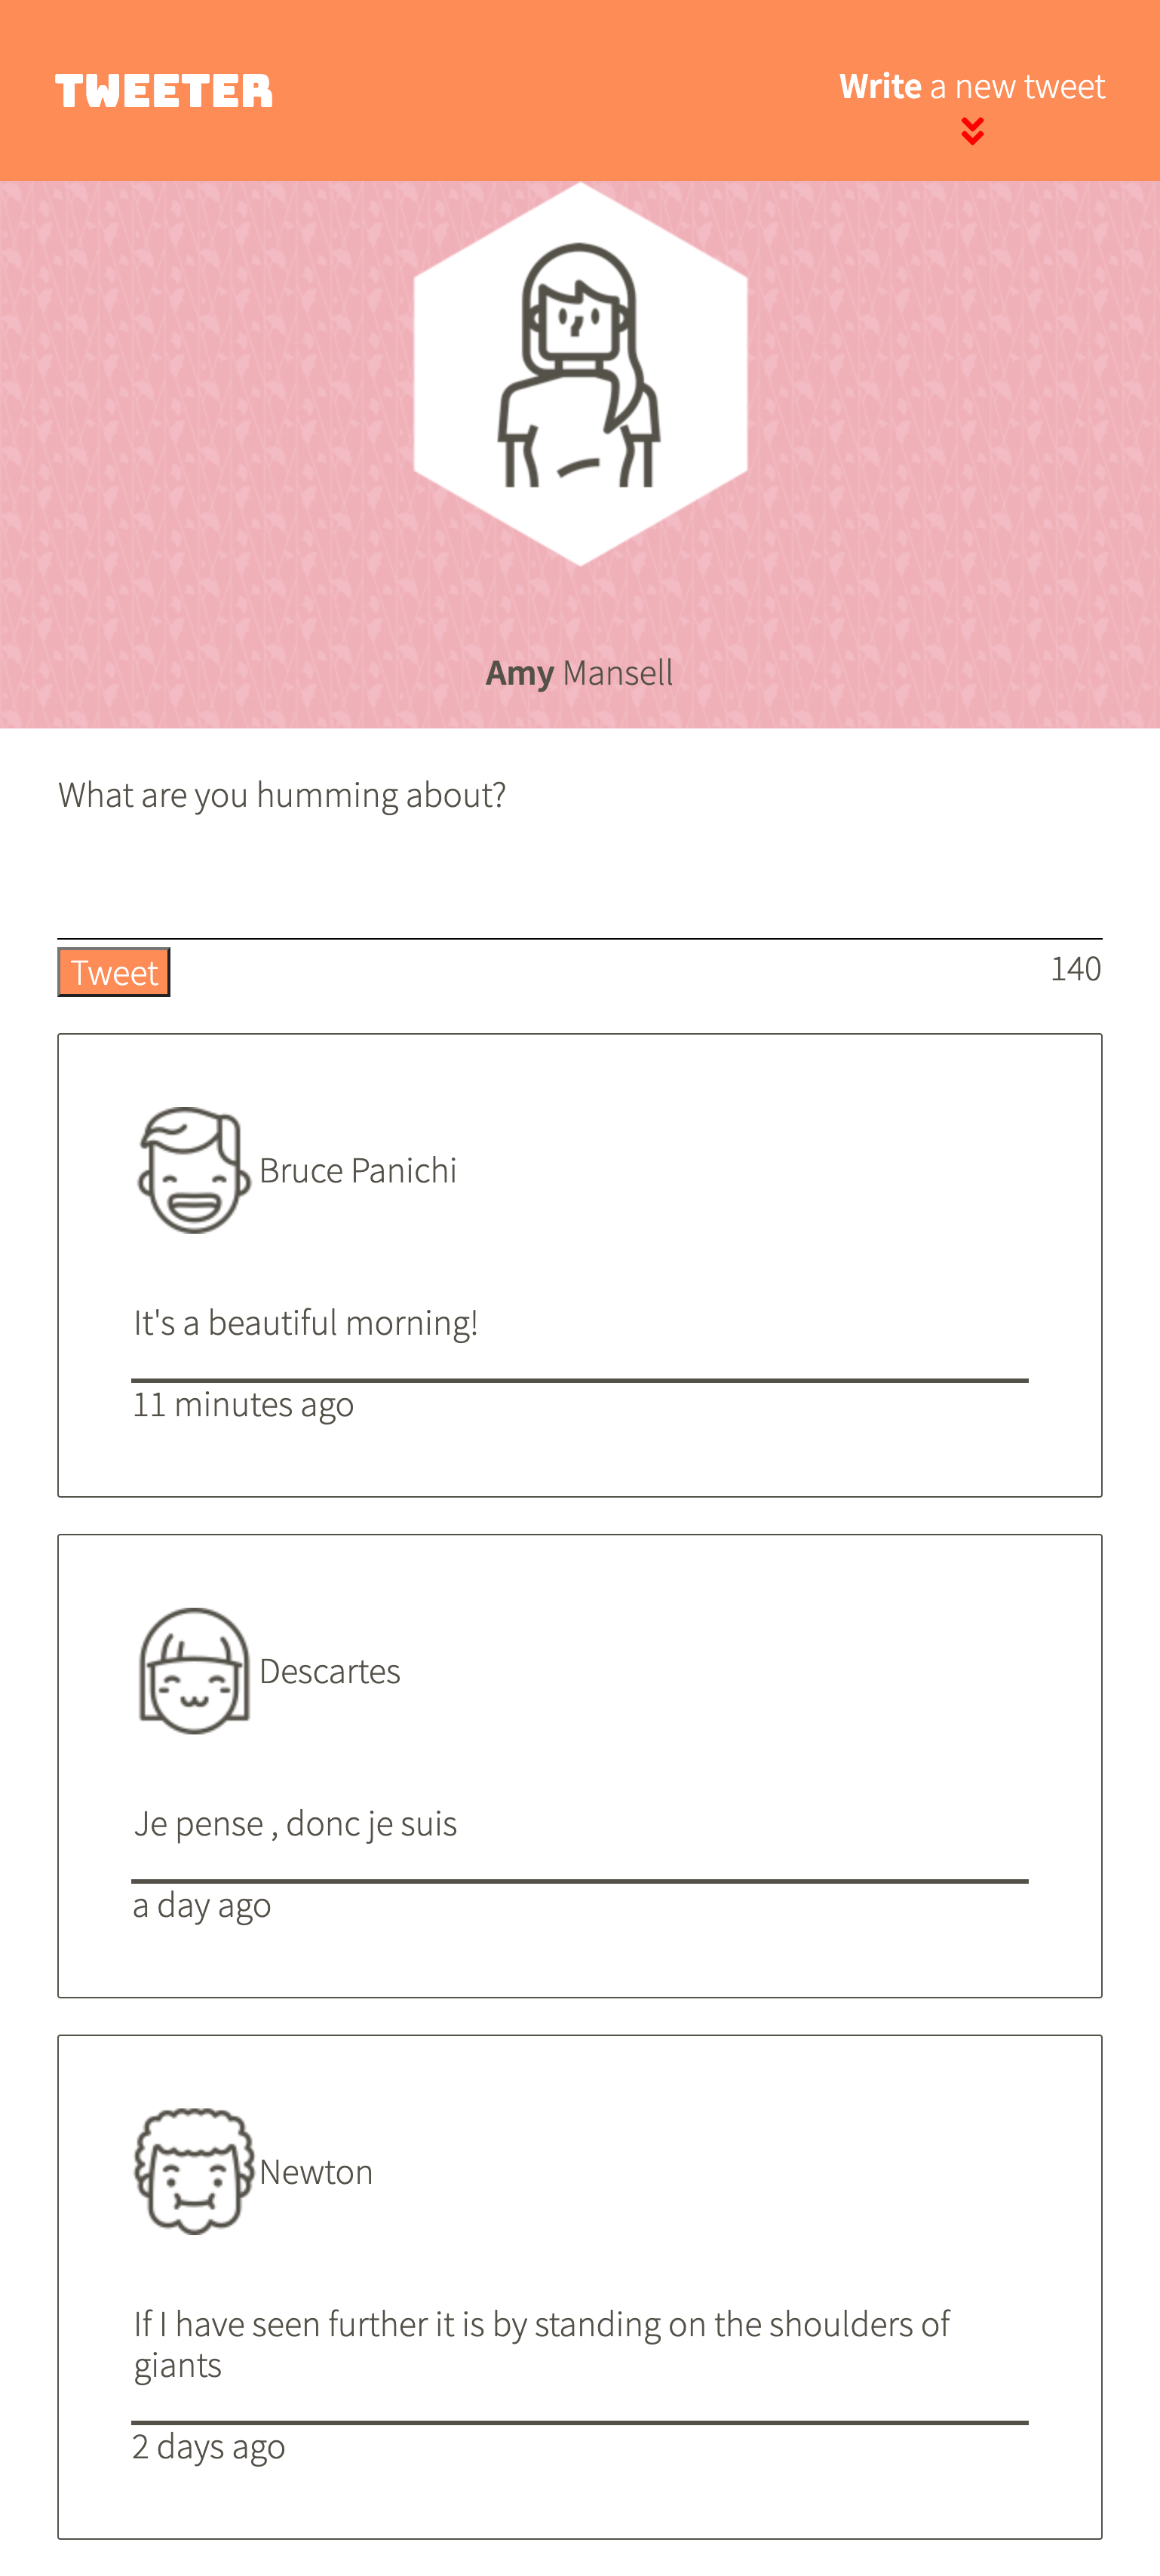 TWEETER
Write a new tweet
Amy Mansell
What are you humming about?
Tweet
140
Bruce Panichi
It's a beautiful morning!
11 minutes ago
Descartes
Je pense , donc je suis
a day ago
Newton
If I have seen further it is by standing on the shoulders of
giants
2 days ago